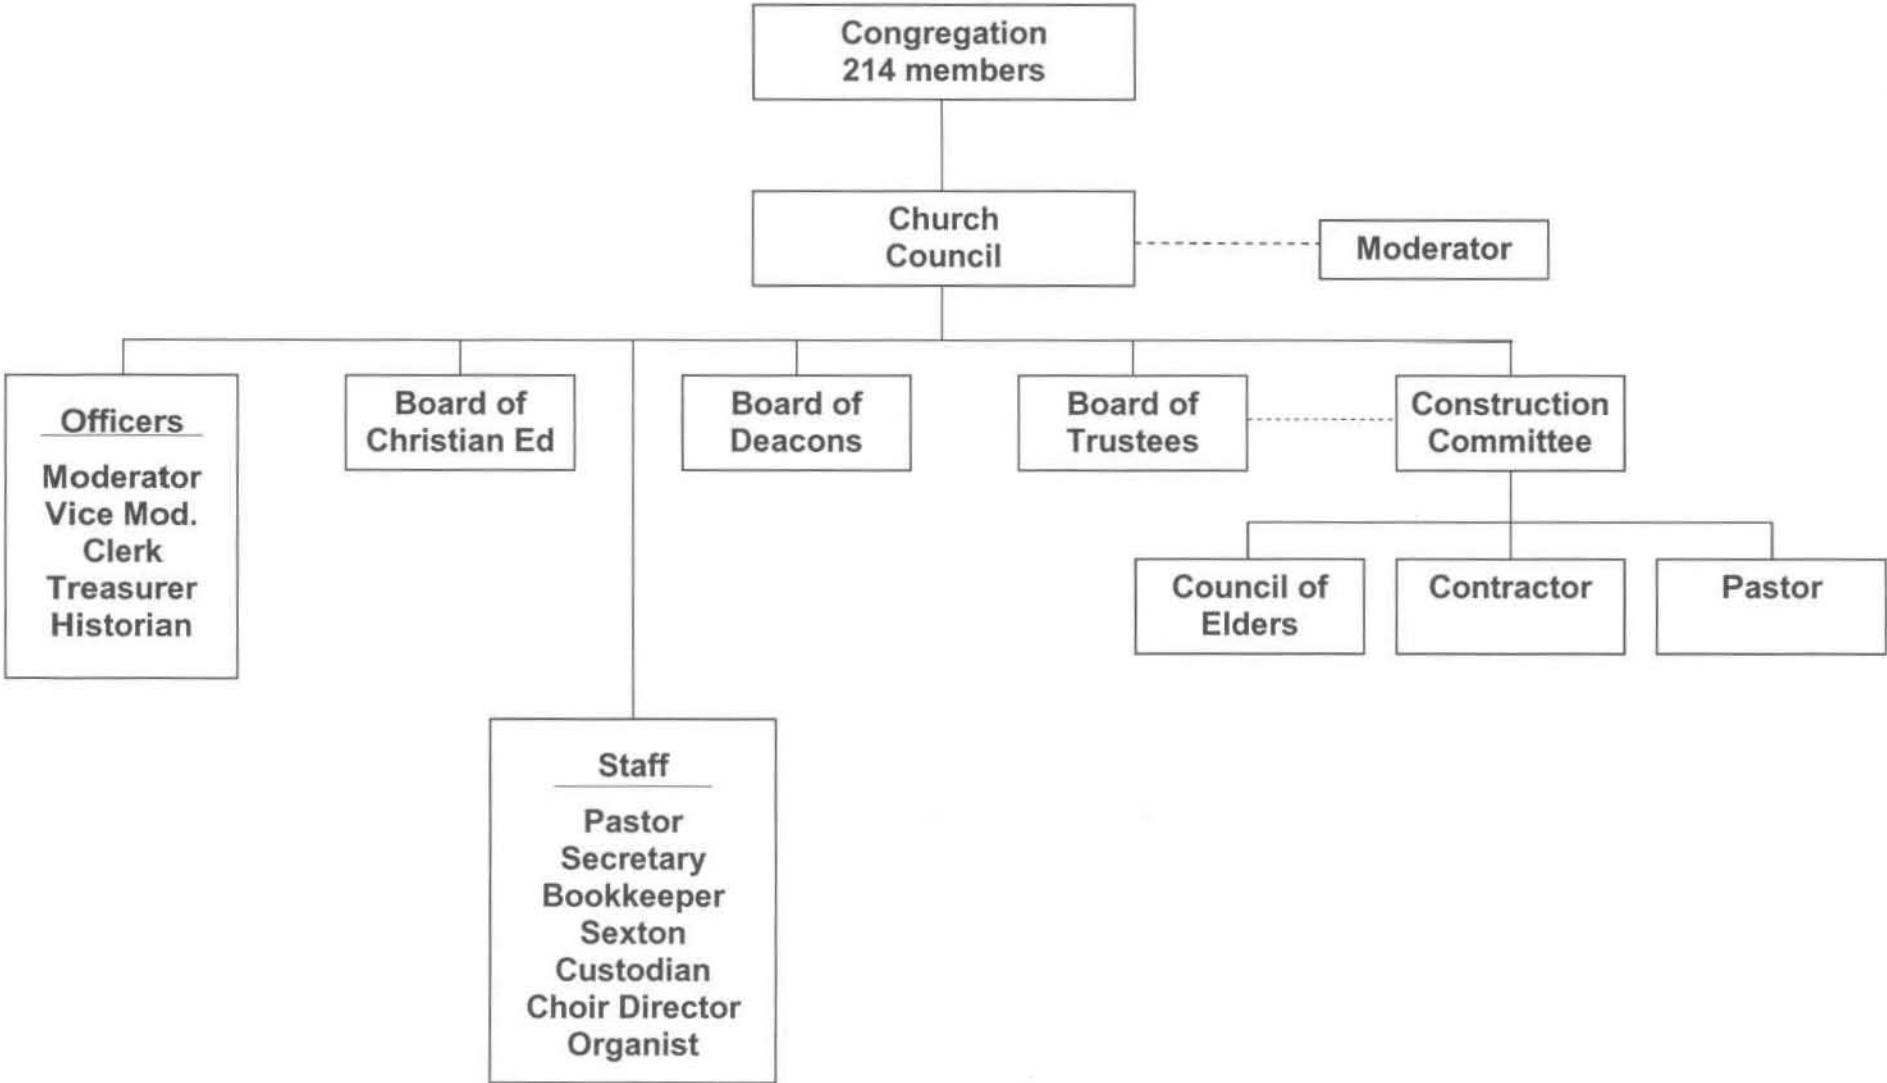 Congregation
214 members
Church
Council
Moderator
Officers
Moderator
Vice Mod.
Clerk
Treasurer
Historian
Board of
Christian Ed
Board of
Deacons
Board of
Trustees
Construction
Committee
Council of
Elders
Contractor
Pastor
Staff
Pastor
Secretary
Bookkeeper
Sexton
Custodian
Choir Director
Organist